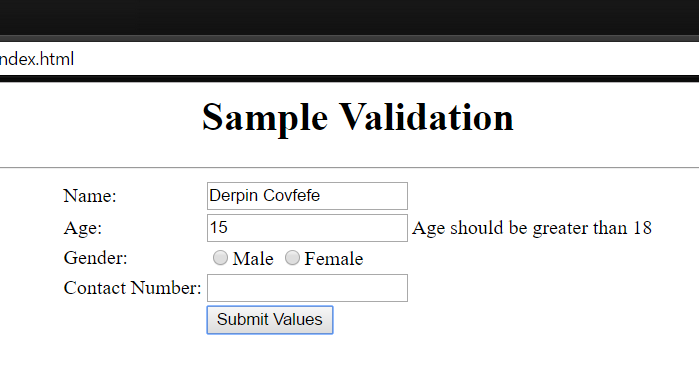 ndex.html
Sample Validation
Name: Derpin Covfefe
Age: 15 Age should be greater than 18
Gender: Male Female
Contact Number:
Submit Values